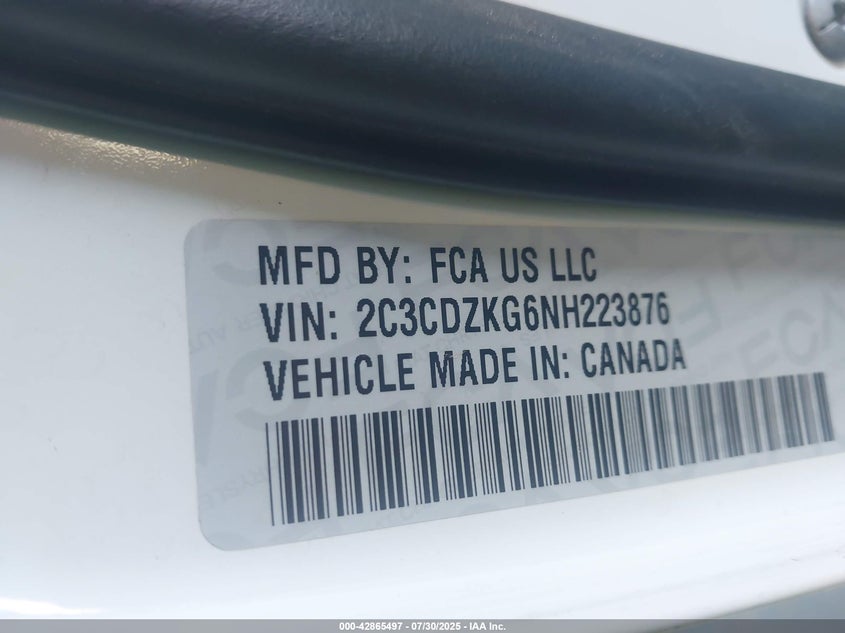 MFD BY: FCA US LLC
VIN: 2C3CDZKG6NH223876
VEHICLE MADE IN: CANADA
000-42865497 - 07/30/2025 - IAA Inc.